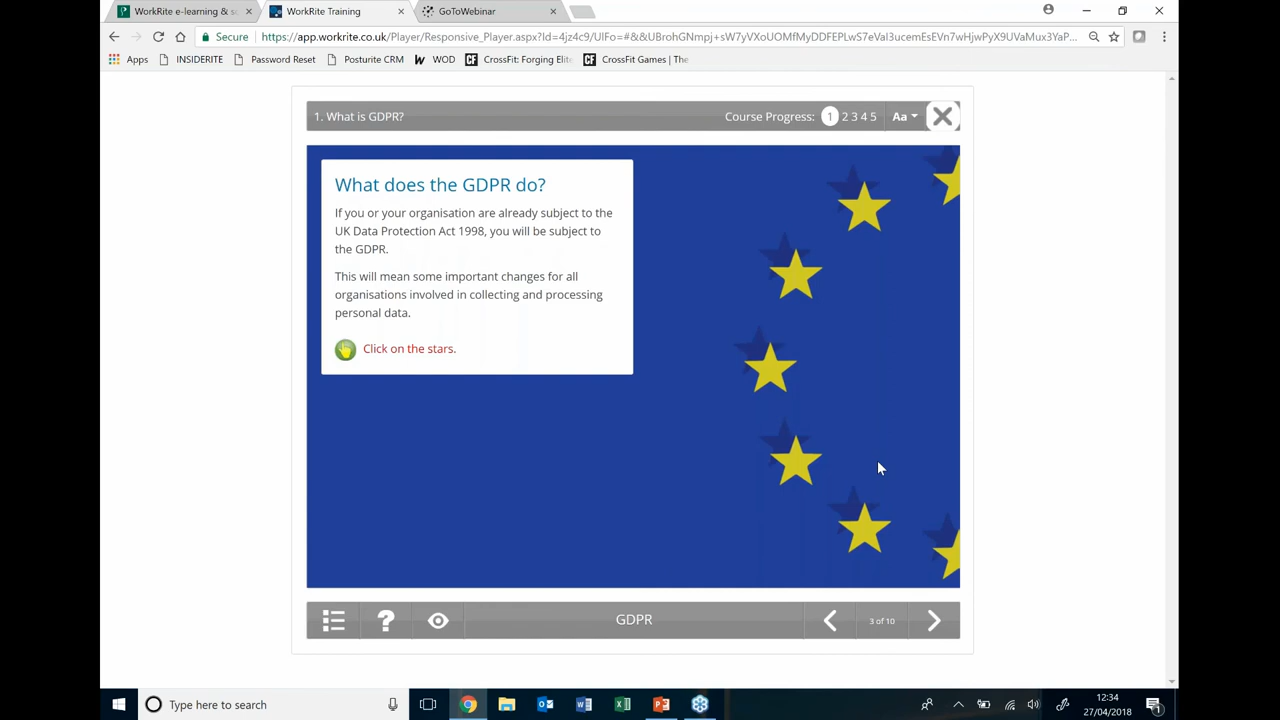 WorkRite e-learning & s
WorkRite Training
GoToWebinar
Secure
https://app.workrite.co.uk/Player/Responsive_Player.aspx?Id=4jz4c9/UIFo=#&&UBrohGNmpj+sW7yVXoUOMfMyDDFEPLwS7eVal3ucemEsEVn7wHjwPyX9UVaMux3YaP...
Apps
INSIDERITE
Password Reset
Posturite CRM
WOD
CrossFit: Forging Elit
CrossFit Games | The
1. What is GDPR?
Course Progress: 1 2 3 4 5
Aa
What does the GDPR do?
If you or your organisation are already subject to the
UK Data Protection Act 1998, you will be subject to
the GDPR.
This will mean some important changes for all
organisations involved in collecting and processing
personal data.
Click on the stars.
GDPR
3 of 10
Type here to search
12:34
27/04/2018